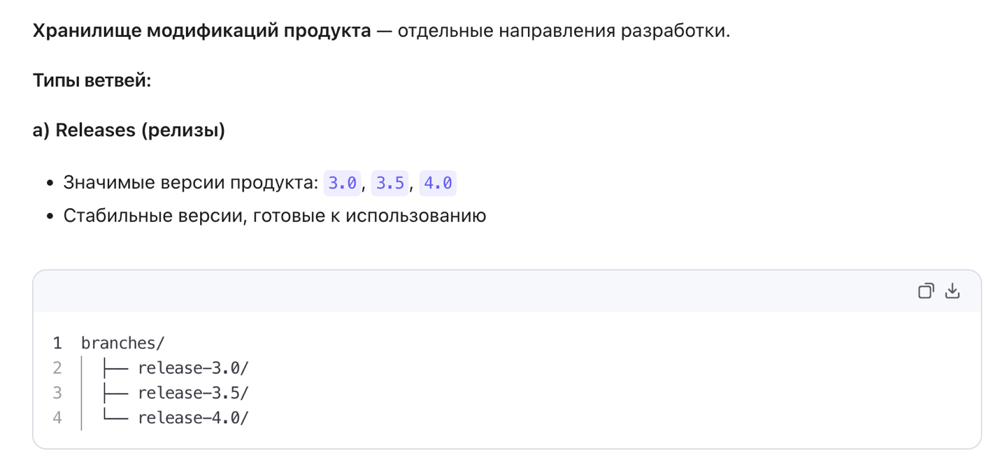 Хранилище модификаций продукта — отдельные направления разработки.
Типы ветвей:
a) Releases (релизы)
• Значимые версии продукта: 3.0, 3.5, 4.0
• Стабильные версии, готовые к использованию
1 branches/
2 ├── release-3.0/
3 ├── release-3.5/
4 └── release-4.0/